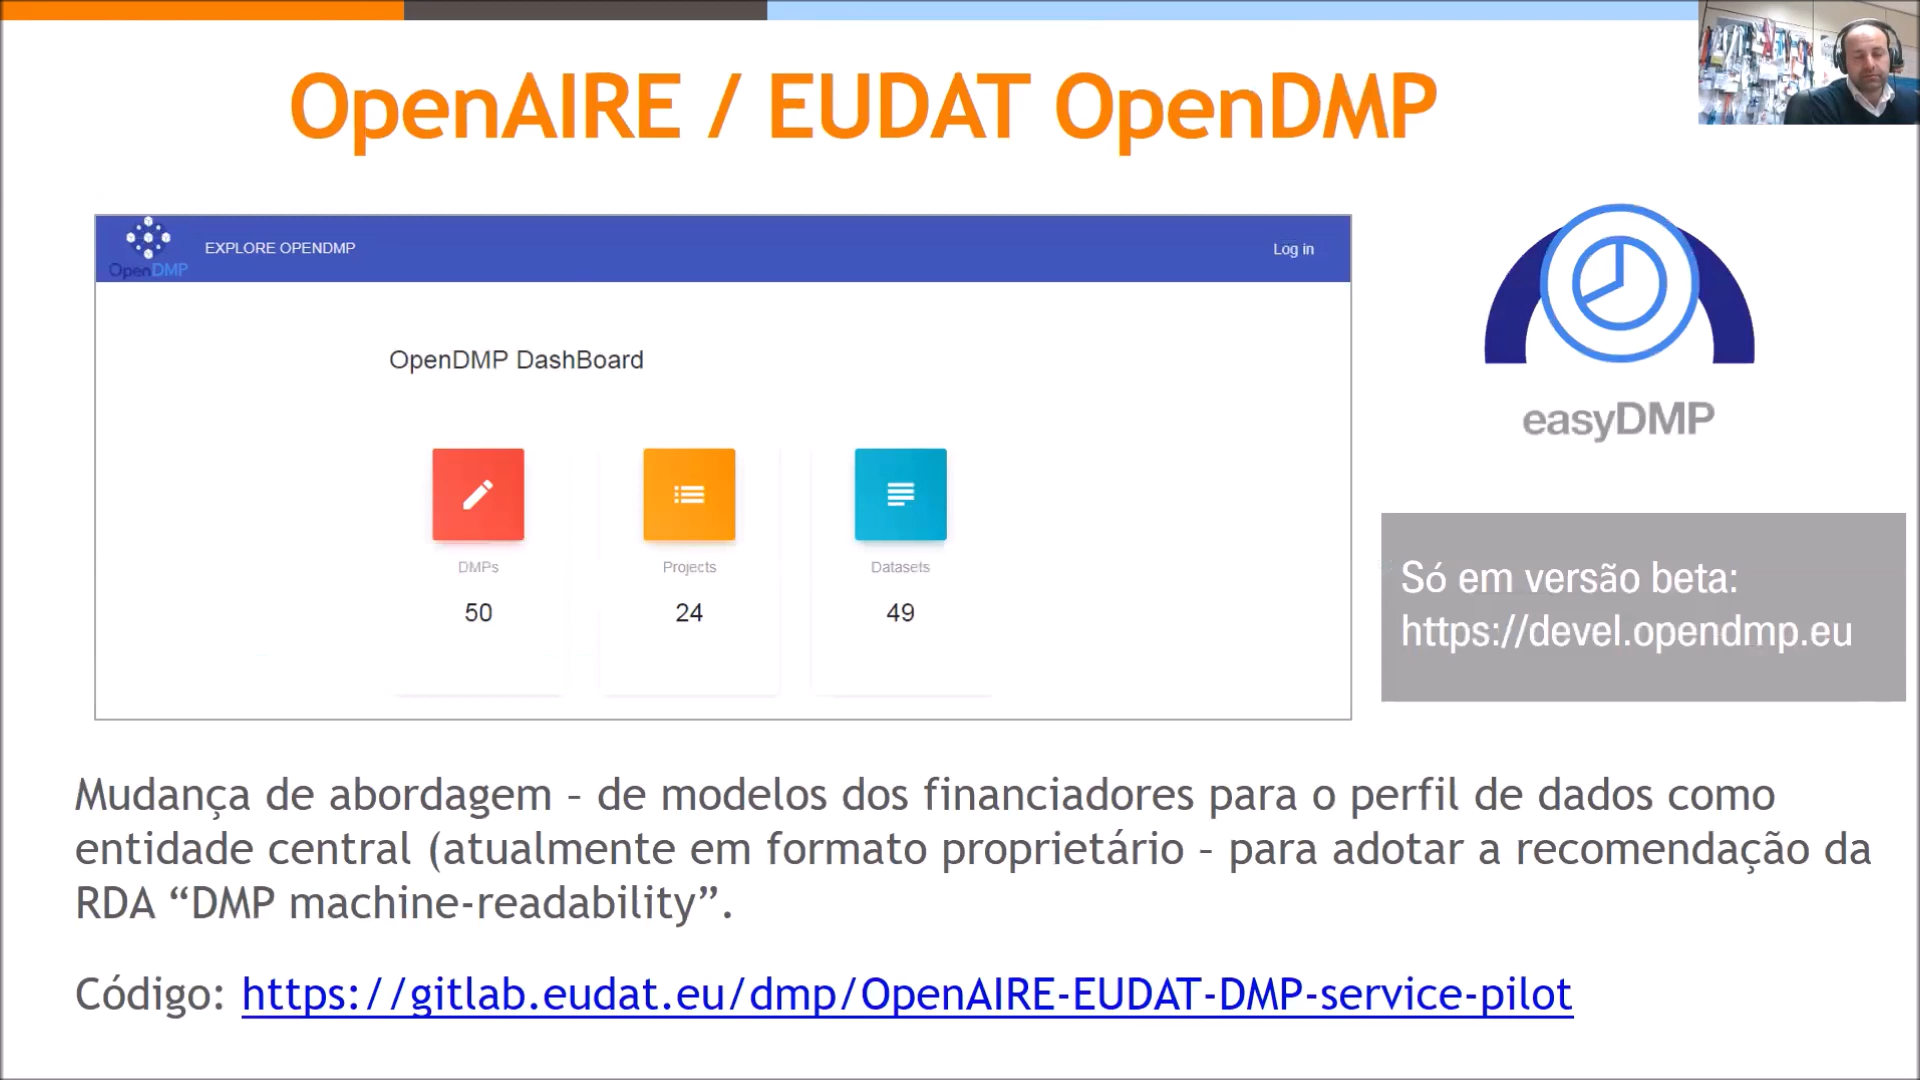 OpenAIRE / EUDAT OpenDMP
OpenDMP
EXPLORE OPENDMP
Log in
OpenDMP DashBoard
DMPs
Projects
Datasets
50
24
49
easyDMP
Só em versão beta:
https://devel.opendmp.eu
Mudança de abordagem – de modelos dos financiadores para o perfil de dados como
entidade central (atualmente em formato proprietário – para adotar a recomendação da
RDA “DMP machine-readability”.
Código: https://gitlab.eudat.eu/dmp/OpenAIRE-EUDAT-DMP-service-pilot